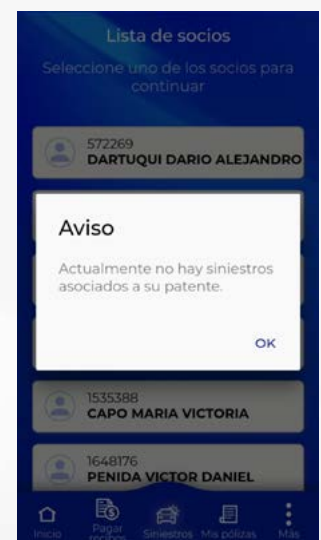 Lista de socios
Seleccione uno de los socios para
continuar
572269
DARTUQUI DARIO ALEJANDRO
Aviso
Actualmente no hay siniestros
asociados a su patente.
OK
1535388
CAPO MARIA VICTORIA
1648176
PENIDA VICTOR DANIEL
Inicio
Pagar
recibos
Siniestros
Mis pólizas
Más